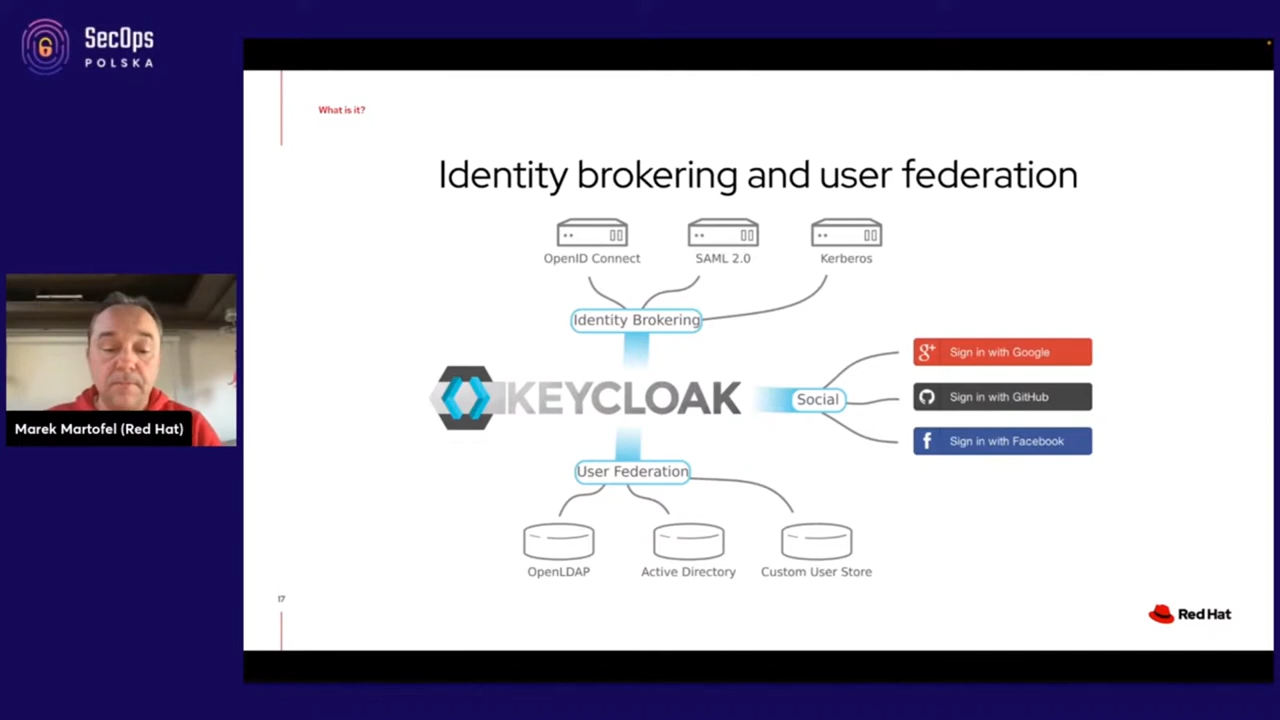 SecOps
POLSKA
What is it?
Identity brokering and user federation
OpenID Connect
SAML 2.0
Kerberos
Identity Brokering
KEYCLOAK
Social
g+ Sign in with Google
Sign in with GitHub
f Sign in with Facebook
User Federation
OpenLDAP
Active Directory
Custom User Store
Marek Martofel (Red Hat)
17
Red Hat